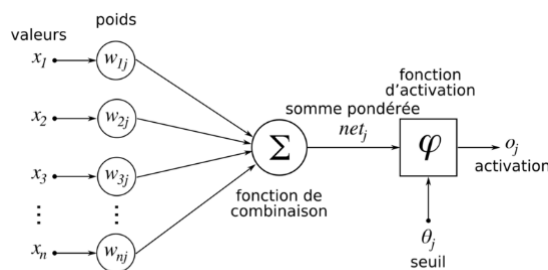 valeurs
poids
x1
w1j
x2
w2j
x3
w3j
⋮
⋮
xn
wnj
Σ
fonction de
combinaison
somme pondérée
netj
fonction
d'activation
φ
oj
activation
θj
seuil